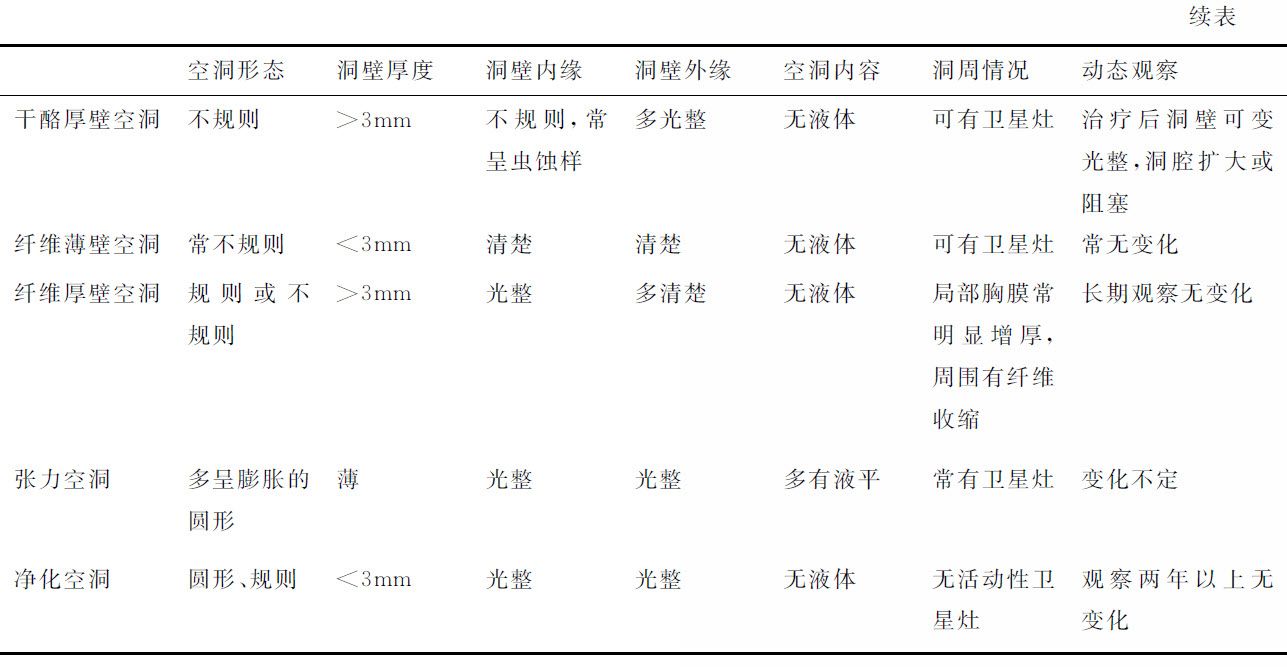 续表
空洞形态 洞壁厚度 洞壁内缘 洞壁外缘 空洞内容 洞周情况 动态观察
干酪厚壁空洞 不规则 >3mm 不规则,常 多光整 无液体 可有卫星灶 治疗后洞壁可变
呈虫蚀样 光整,洞腔扩大或
阻塞
纤维薄壁空洞 常不规则 <3mm 清楚 清楚 无液体 可有卫星灶 常无变化
纤维厚壁空洞 规则或不 >3mm 光整 多清楚 无液体 局部胸膜常 长期观察无变化
规则 明显增厚,
周围有纤维
收缩
张力空洞 多呈膨胀的 薄 光整 光整 多有液平 常有卫星灶 变化不定
圆形
净化空洞 圆形、规则 <3mm 光整 光整 无液体 无活动性卫 观察两年以上无
星灶 变化